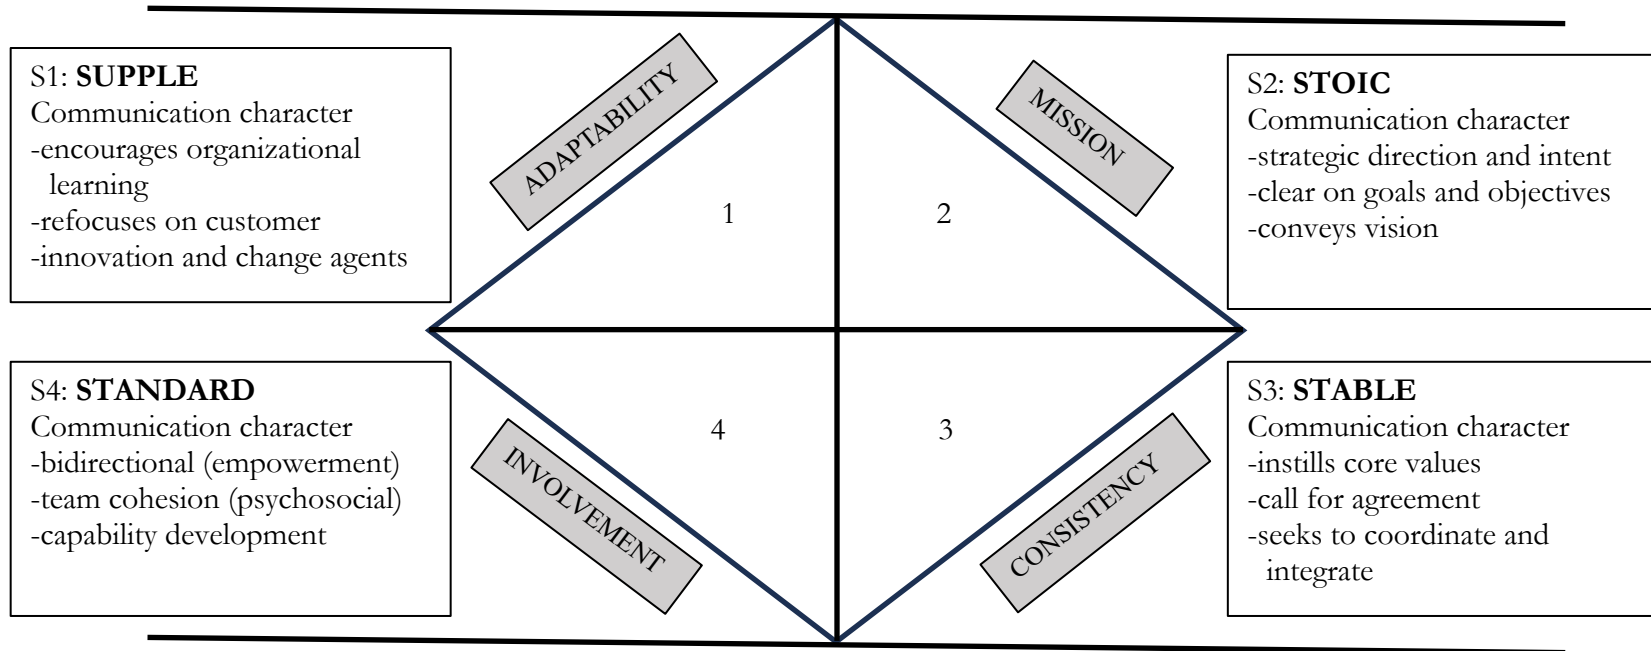 S1: SUPPLE
Communication character
-encourages organizational
learning
-refocuses on customer
-innovation and change agents
ADAPTABILITY
1
MISSION
2
S2: STOIC
Communication character
-strategic direction and intent
-clear on goals and objectives
-conveys vision
S4: STANDARD
Communication character
-bidirectional (empowerment)
-team cohesion (psychosocial)
-capability development
INVOLVEMENT
4
CONSISTENCY
3
S3: STABLE
Communication character
-instills core values
-call for agreement
-seeks to coordinate and
integrate